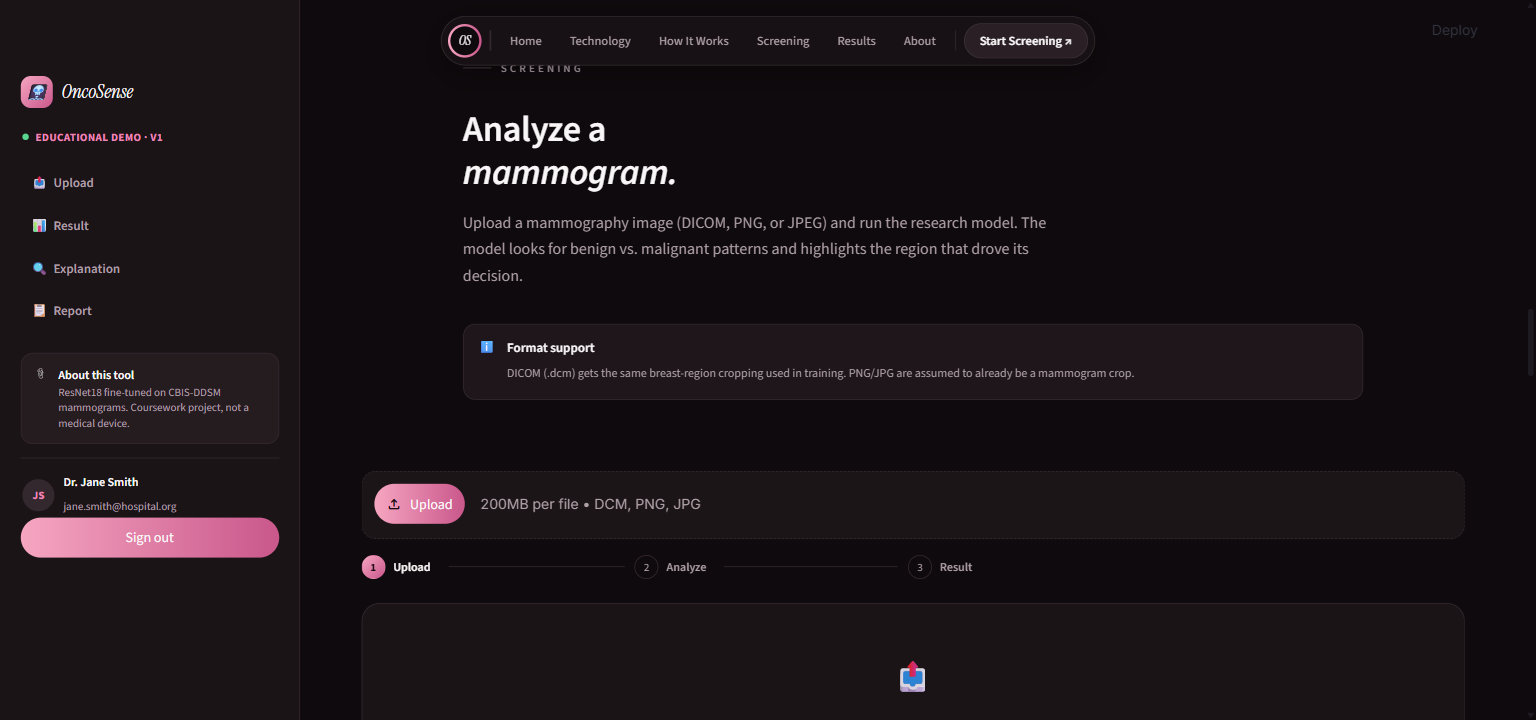 OncoSense
EDUCATIONAL DEMO · V1
Upload
Result
Explanation
Report
About this tool
ResNet18 fine-tuned on CBIS-DDSM
mammograms. Coursework project, not a
medical device.
JS
Dr. Jane Smith
jane.smith@hospital.org
Sign out
OS
Home
Technology
How It Works
Screening
Results
About
Start Screening ↗
Deploy
SCREENING
Analyze a
mammogram.
Upload a mammography image (DICOM, PNG, or JPEG) and run the research model. The
model looks for benign vs. malignant patterns and highlights the region that drove its
decision.
Format support
DICOM (.dcm) gets the same breast-region cropping used in training. PNG/JPG are assumed to already be a mammogram crop.
Upload
200MB per file • DCM, PNG, JPG
1 Upload
2 Analyze
3 Result